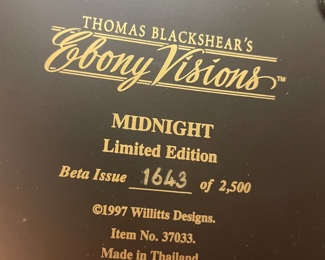 THOMAS BLACKSHEAR'S
Ebony Visions™
MIDNIGHT
Limited Edition
Beta Issue 1643 of 2,500
©1997 Willitts Designs.
Item No. 37033.
Made in Thailand.